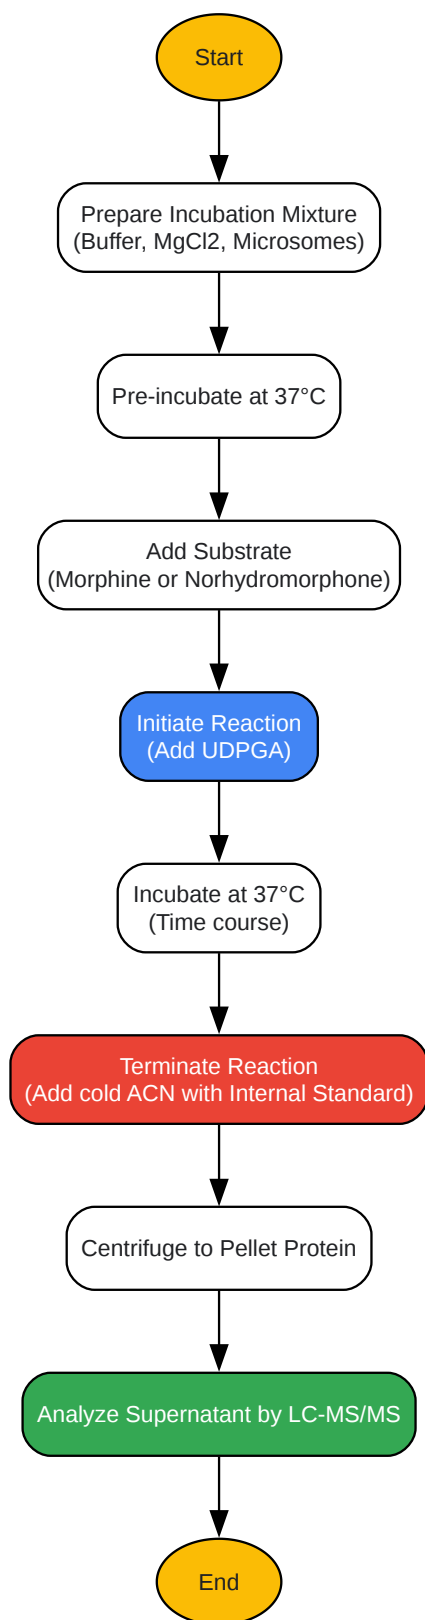 Start
Prepare Incubation Mixture
(Buffer, MgCl2, Microsomes)
Pre-incubate at 37°C
Add Substrate
(Morphine or Norhydromorphone)
Initiate Reaction
(Add UDPGA)
Incubate at 37°C
(Time course)
Terminate Reaction
(Add cold ACN with Internal Standard)
Centrifuge to Pellet Protein
Analyze Supernatant by LC-MS/MS
End